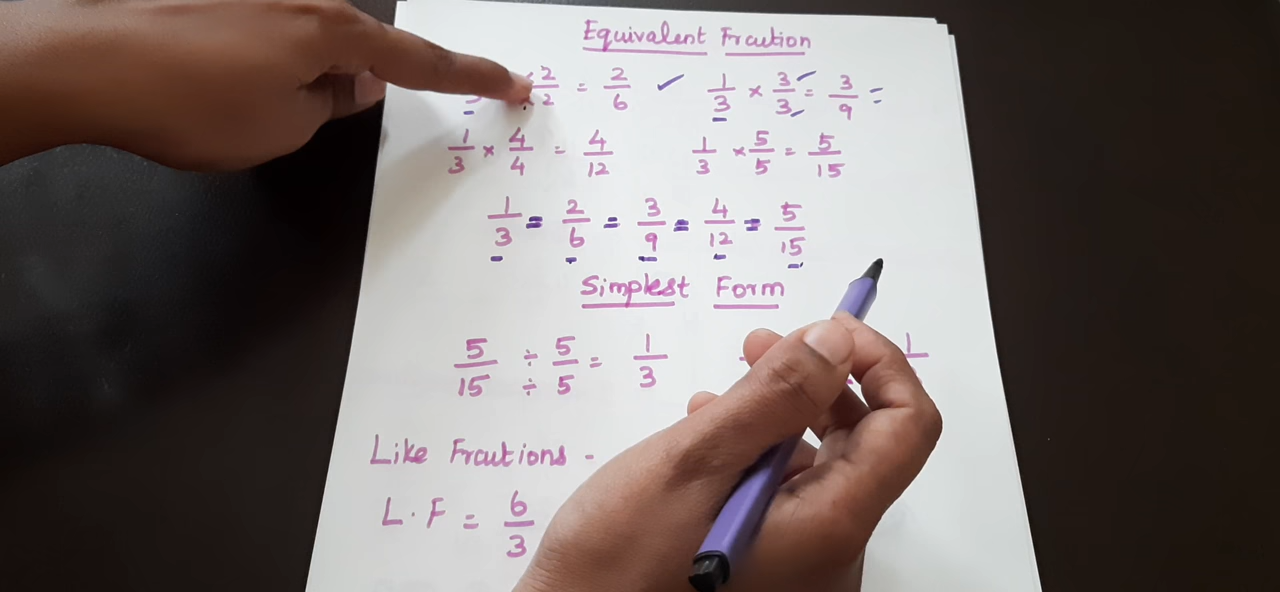 Equivalent Fraction
× 2/2 = 2/6 ✓ 1/3 × 3/3 = 3/9 =
1/3 × 4/4 = 4/12 1/3 × 5/5 = 5/15
1/3 = 2/6 = 3/9 = 4/12 = 5/15
Simplest Form
5/15 ÷ 5/5 = 1/3
Like Fractions -
L.F = 6/3